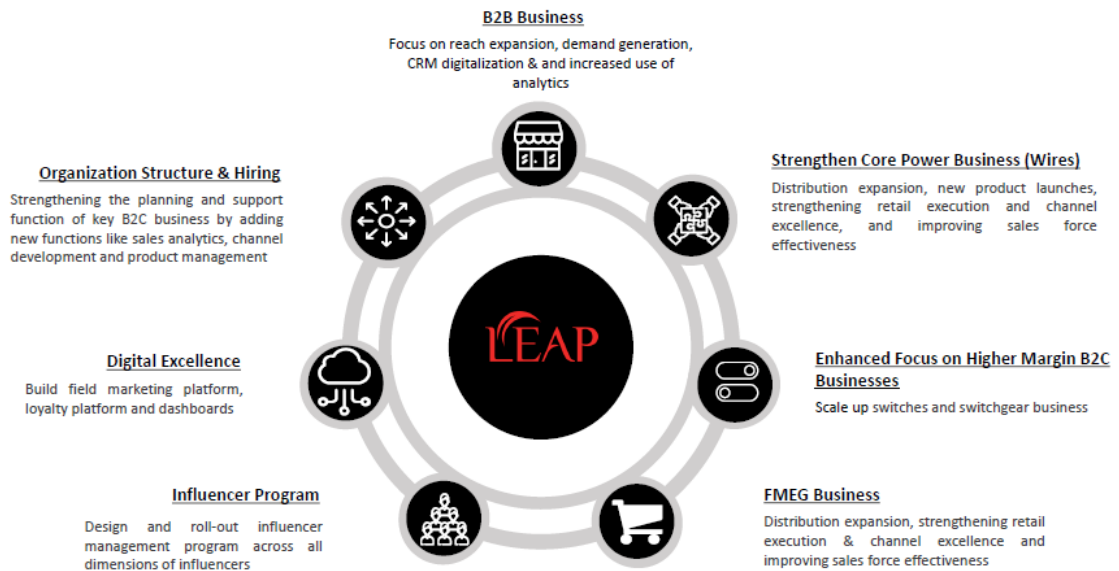 B2B Business
Focus on reach expansion, demand generation,
CRM digitalization & and increased use of
analytics
Strengthen Core Power Business (Wires)
Distribution expansion, new product launches,
strengthening retail execution and channel
excellence, and improving sales force
effectiveness
Enhanced Focus on Higher Margin B2C
Businesses
Scale up switches and switchgear business
FMEG Business
Distribution expansion, strengthening retail
execution & channel excellence and
improving sales force effectiveness
Influencer Program
Design and roll-out influencer
management program across all
dimensions of influencers
Digital Excellence
Build field marketing platform,
loyalty platform and dashboards
Organization Structure & Hiring
Strengthening the planning and support
function of key B2C business by adding
new functions like sales analytics, channel
development and product management
LEAP